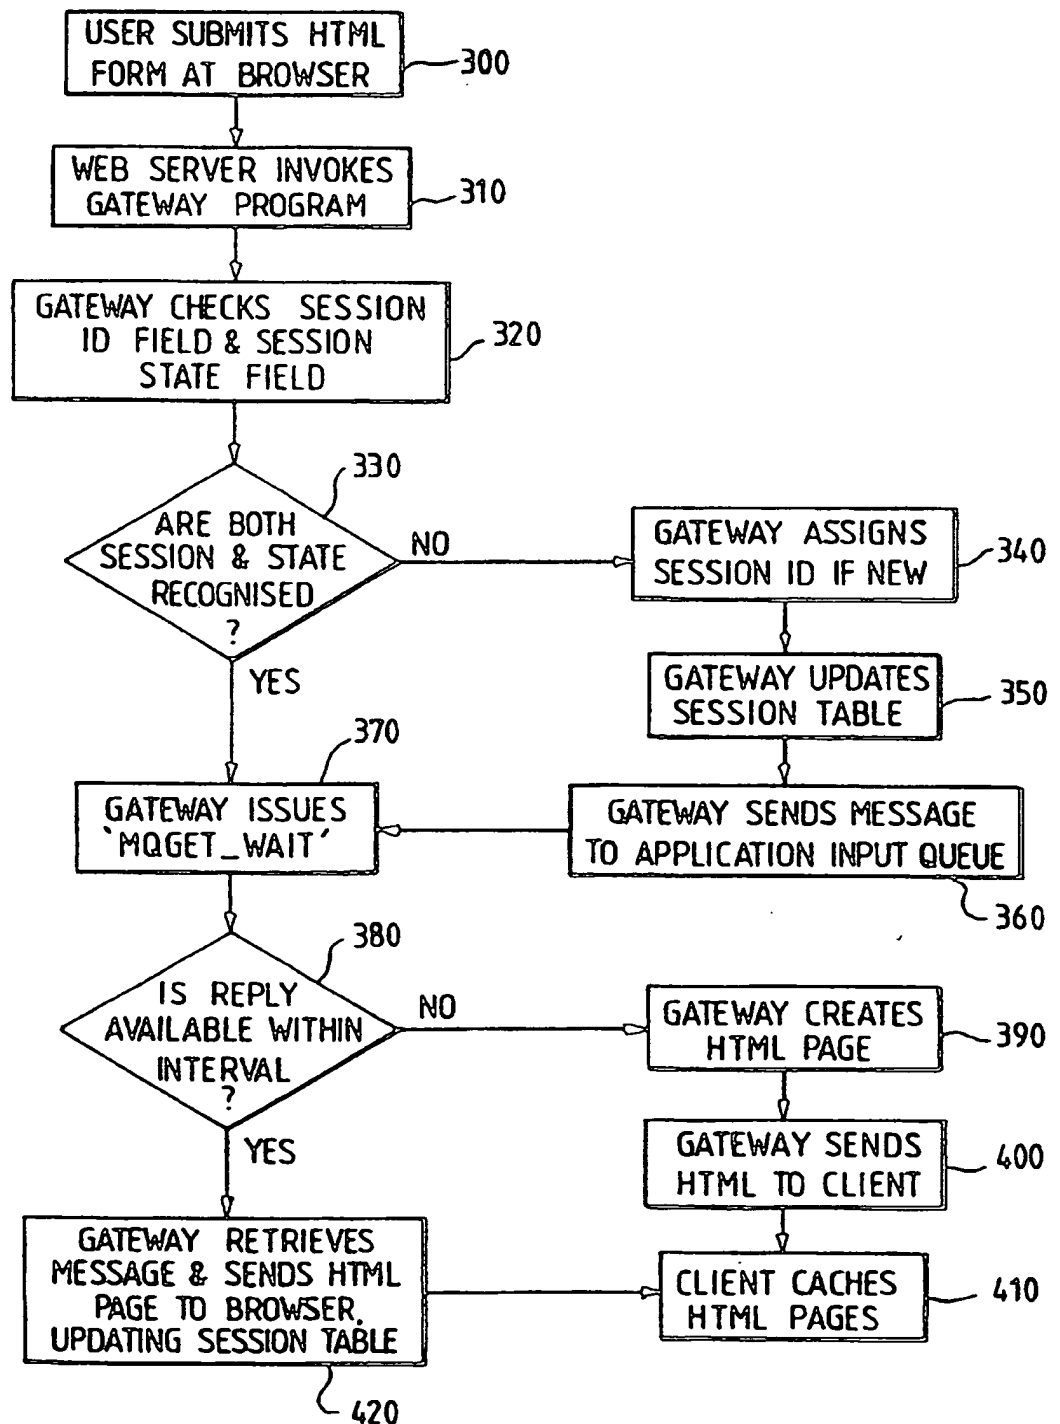 USER SUBMITS HTML
FORM AT BROWSER
300
WEB SERVER INVOKES
GATEWAY PROGRAM
310
GATEWAY CHECKS SESSION
ID FIELD & SESSION
STATE FIELD
320
330
ARE BOTH
SESSION & STATE
RECOGNISED
?
NO
YES
GATEWAY ASSIGNS
SESSION ID IF NEW
340
GATEWAY UPDATES
SESSION TABLE
350
GATEWAY SENDS MESSAGE
TO APPLICATION INPUT QUEUE
360
370
GATEWAY ISSUES
'MQGET_WAIT'
380
IS REPLY
AVAILABLE WITHIN
INTERVAL
?
NO
YES
GATEWAY CREATES
HTML PAGE
390
GATEWAY SENDS
HTML TO CLIENT
400
GATEWAY RETRIEVES
MESSAGE & SENDS HTML
PAGE TO BROWSER,
UPDATING SESSION TABLE
420
CLIENT CACHES
HTML PAGES
410